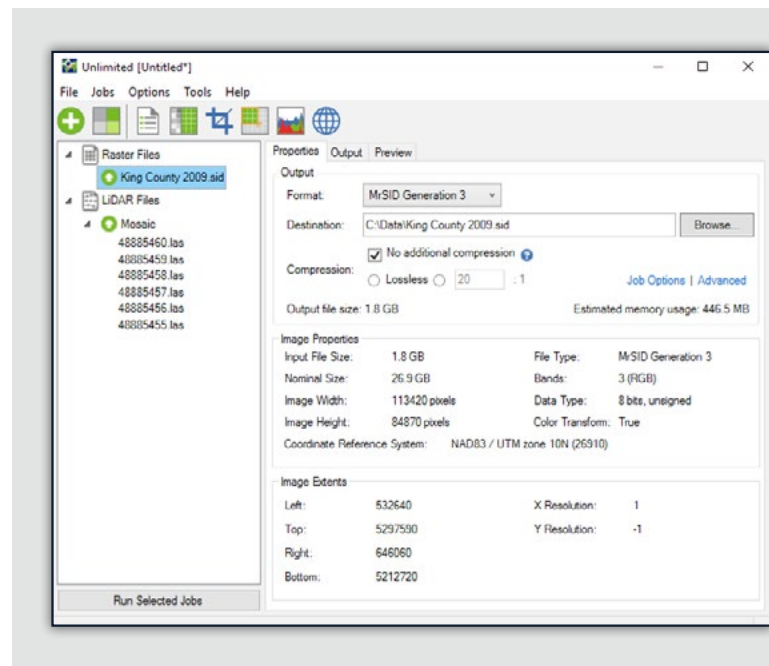 Unlimited [Untitled*]
File Jobs Options Tools Help
Raster Files
King County 2009.sid
LiDAR Files
Mosaic
48885460.las
48885459.las
48885458.las
48885457.las
48885456.las
48885455.las
Run Selected Jobs
Properties Output Preview
Output
Format: MrSID Generation 3
Destination: C:\Data\King County 2009.sid Browse...
No additional compression
Compression: Lossless 20 : 1 Job Options | Advanced
Output file size: 1.8 GB Estimated memory usage: 446.5 MB
Image Properties
Input File Size: 1.8 GB File Type: MrSID Generation 3
Nominal Size: 26.9 GB Bands: 3 (RGB)
Image Width: 113420 pixels Data Type: 8 bits, unsigned
Image Height: 84870 pixels Color Transform: True
Coordinate Reference System: NAD83 / UTM zone 10N (26910)
Image Extents
Left: 532640 X Resolution: 1
Top: 5297590 Y Resolution: -1
Right: 646060
Bottom: 5212720